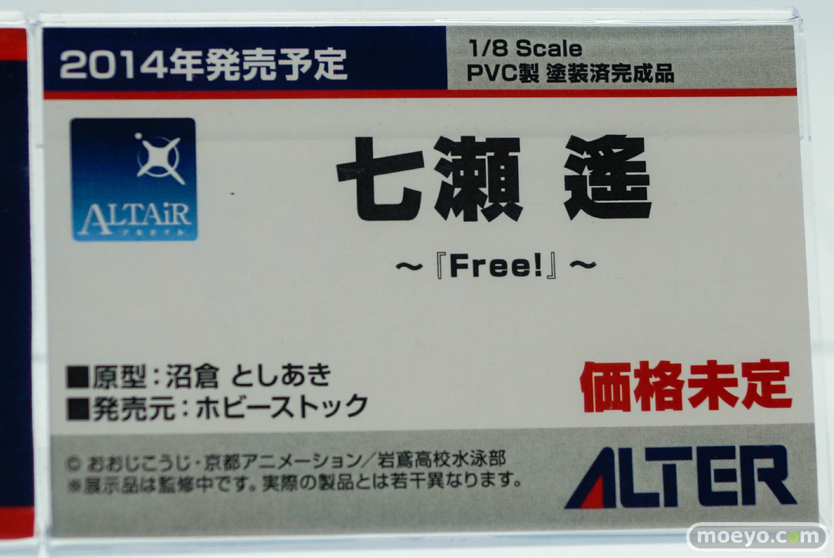 2014年発売予定
1/8 Scale
PVC製 塗装済完成品
ALTAiR
アルタイル
七瀬 遙
～『Free!』～
■原型：沼倉 としあき
■発売元：ホビーストック
価格未定
© おおじこうじ・京都アニメーション／岩鳶高校水泳部
※展示品は監修中です。実際の製品とは若干異なります。
ALTER
moeyo.com